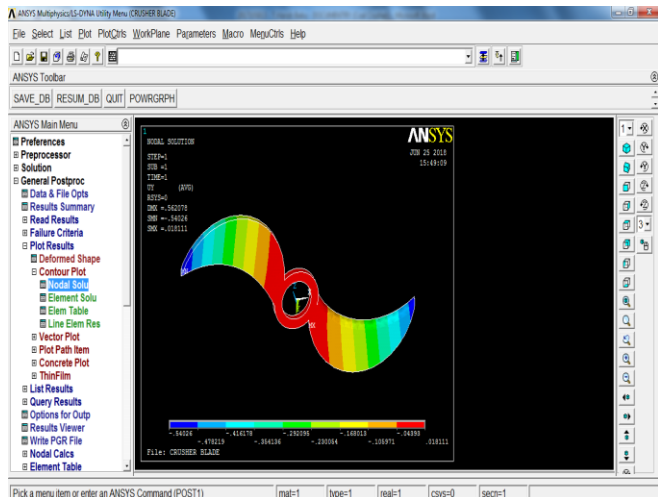 ANSYS Multiphysics/LS-DYNA Utility Menu (CRUSHER BLADE)
File Select List Plot PlotCtrls WorkPlane Parameters Macro MenuCtrls Help
ANSYS Toolbar
SAVE_DB RESUM_DB QUIT POWRGRPH
ANSYS Main Menu
Preferences
Preprocessor
Solution
General Postproc
Data & File Opts
Results Summary
Read Results
Failure Criteria
Plot Results
Deformed Shape
Contour Plot
Nodal Solu
Element Solu
Elem Table
Line Elem Res
Vector Plot
Plot Path Item
Concrete Plot
ThinFilm
List Results
Query Results
Options for Outp
Results Viewer
Write PGR File
Nodal Calcs
Element Table
1
NODAL SOLUTION
STEP=1
SUB =1
TIME=1
UY (AVG)
RSYS=0
DMX =.562078
SMN =-.54026
SMX =.018111
ANSYS
JUN 25 2018
15:49:09
MN
MX
-.54026 -.416178 -.292095 -.168013 -.04393
-.478219 -.354136 -.230054 -.105971 .018111
File: CRUSHER BLADE
1
3
Pick a menu item or enter an ANSYS Command (POST1) mat=1 type=1 real=1 csys=0 secn=1